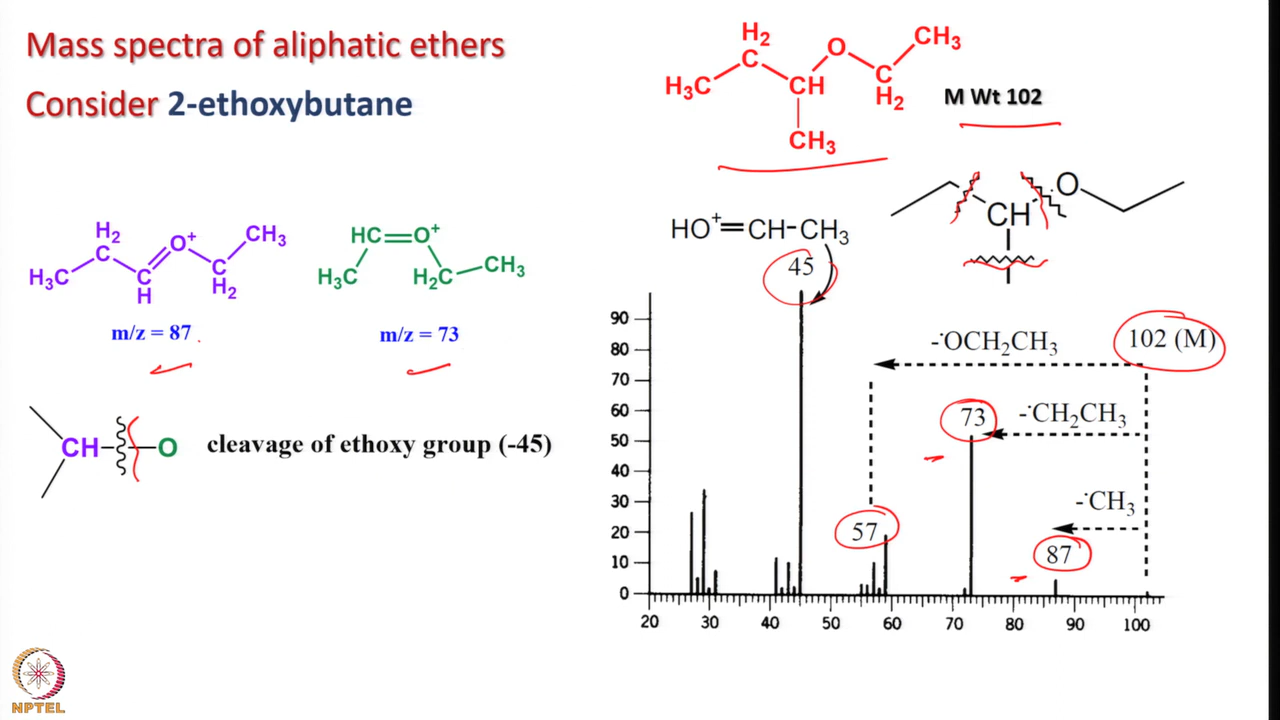 Mass spectra of aliphatic ethers
Consider 2-ethoxybutane
H₂
C
O
CH₃
H₃C
CH
C
H₂
CH₃
M Wt 102
O
CH
H₂
C
O⁺
CH₃
H₃C
C
H
C
H₂
m/z = 87
HC=O⁺
H₃C
H₂C
CH₃
m/z = 73
HO⁺=CH-CH₃
45
-˙OCH₂CH₃
102 (M)
73
-˙CH₂CH₃
-˙CH₃
57
87
CH
O
cleavage of ethoxy group (-45)
90
80
70
60
50
40
30
20
10
0
20 30 40 50 60 70 80 90 100
NPTEL